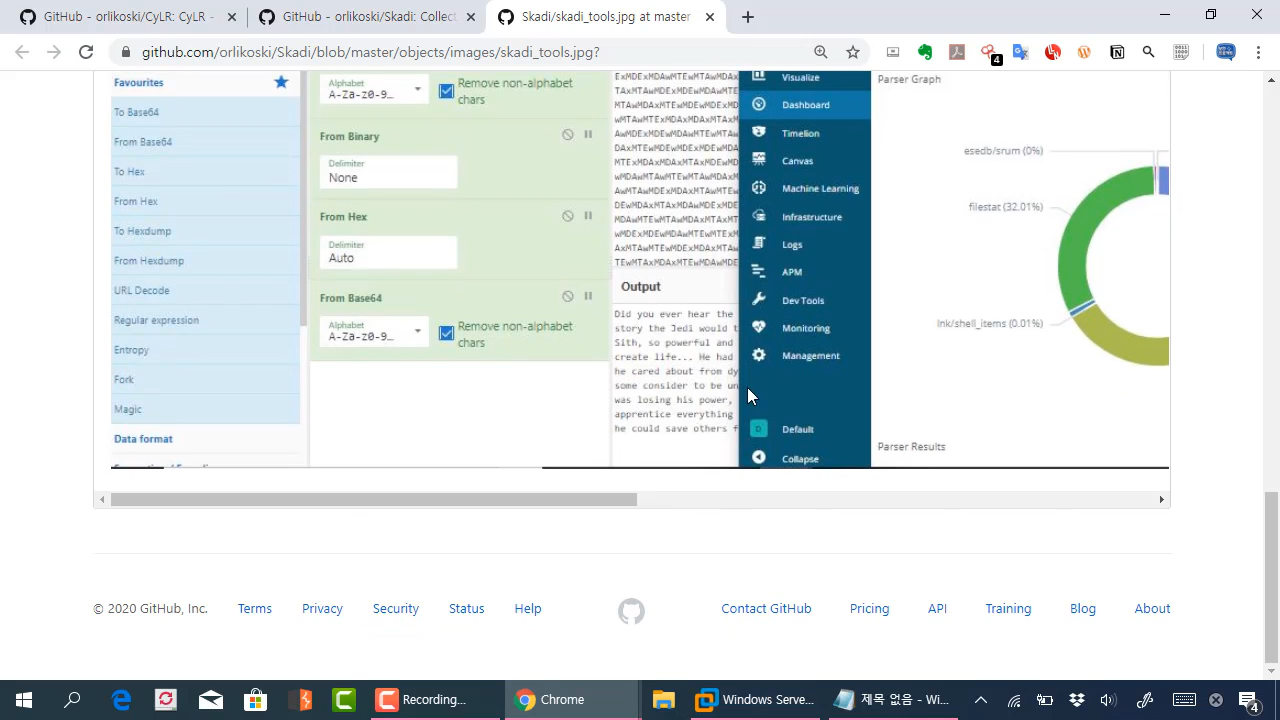 GitHub - orlikoski/CyLR: CyLR -
GitHub - orlikoski/Skadi: Collect
Skadi/skadi_tools.jpg at master
github.com/orlikoski/Skadi/blob/master/objects/images/skadi_tools.jpg?
4
Favourites
To Base64
From Base64
To Hex
From Hex
To Hexdump
From Hexdump
URL Decode
Regular expression
Entropy
Fork
Magic
Data format
Alphabet
A-Za-z0-9…
Remove non-alphabet
chars
From Binary
Delimiter
None
From Hex
Delimiter
Auto
From Base64
Alphabet
A-Za-z0-9…
Remove non-alphabet
chars
Output
Did you ever hear the
story the Jedi would t
Sith, so powerful and
create life... He had
he cared about from dy
some consider to be un
was losing his power,
apprentice everything
he could save others f
Visualize
Dashboard
Timelion
Canvas
Machine Learning
Infrastructure
Logs
APM
Dev Tools
Monitoring
Management
D
Default
Collapse
Parser Graph
esedb/srum (0%)
filestat (32.01%)
lnk/shell_items (0.01%)
Parser Results
© 2020 GitHub, Inc.
Terms
Privacy
Security
Status
Help
Contact GitHub
Pricing
API
Training
Blog
About
Recording...
Chrome
Windows Serve...
제목 없음 - Wi...
4